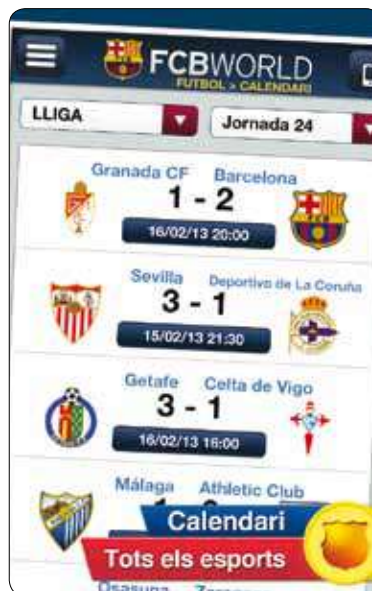 FCBWORLD
FUTBOL > CALENDARI
LLIGA
Jornada 24
Granada CF Barcelona
1 - 2
16/02/13 20:00
Sevilla Deportivo de La Coruña
3 - 1
15/02/13 21:30
Getafe Celta de Vigo
3 - 1
16/02/13 16:00
Málaga Athletic Club
Calendari
Tots els esports
Osasuna